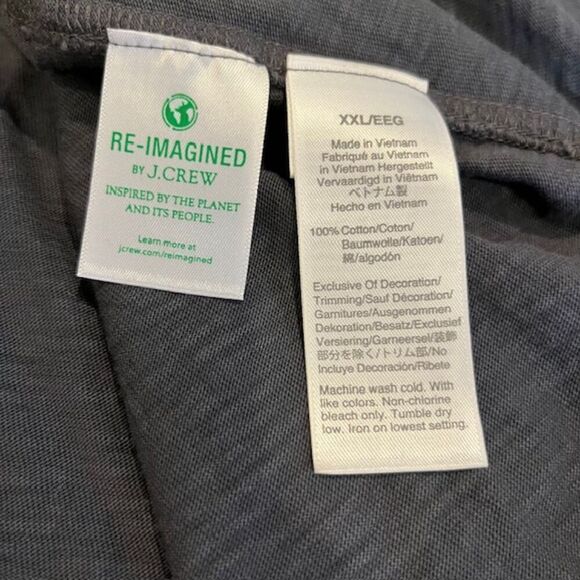 RE-IMAGINED
BY J.CREW
INSPIRED BY THE PLANET
AND ITS PEOPLE.
Learn more at
jcrew.com/reimagined
XXL/EEG
Made in Vietnam
Fabriqué au Vietnam
in Vietnam Hergestellt
Vervaardigd in Viëtnam
ベトナム製
Hecho en Vietnam
100% Cotton/Coton/
Baumwolle/Katoen/
綿/algodón
Exclusive Of Decoration/
Trimming/Sauf Décoration/
Garnitures/Ausgenommen
Dekoration/Besatz/Exclusief
Versiering/Garneersel/装飾
部分を除く/トリム部/No
Incluye Decoración/Ribete
Machine wash cold. With
like colors. Non-chlorine
bleach only. Tumble dry
low. Iron on lowest setting.